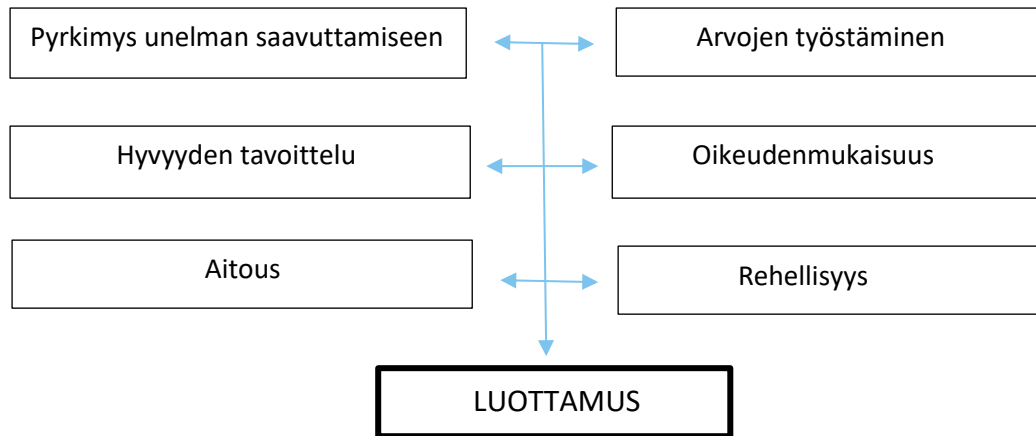 Pyrkimys unelman saavuttamiseen
Arvojen työstäminen
Hyvyyden tavoittelu
Oikeudenmukaisuus
Aitous
Rehellisyys
LUOTTAMUS